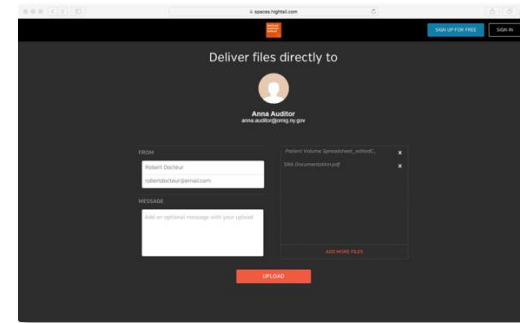 spaces.hightail.com
SIGN UP FOR FREE
SIGN IN
Deliver files directly to
Anna Auditor
anna.auditor@omig.ny.gov
FROM
Robert Docteur
robertdocteur@email.com
MESSAGE
Add an optional message with your upload
Patient Volume Spreadsheet_editedC...
SRA Documentation.pdf
ADD MORE FILES
UPLOAD